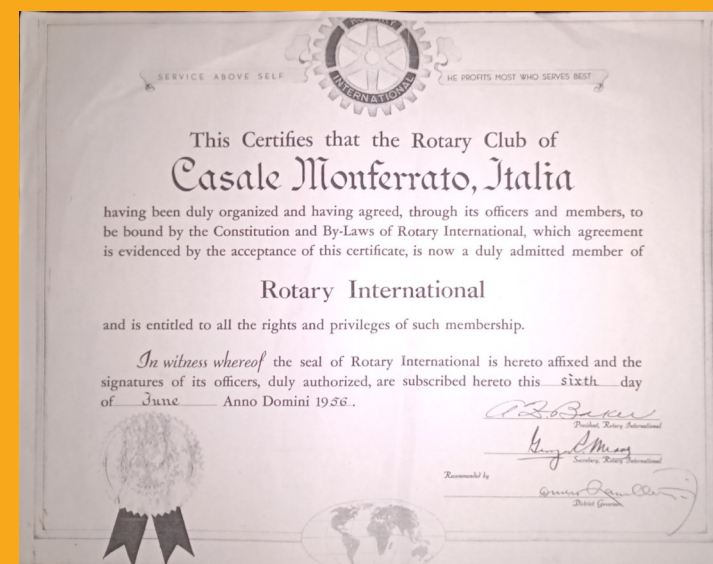 ROTARY
INTERNATIONAL
SERVICE ABOVE SELF
HE PROFITS MOST WHO SERVES BEST
This Certifies that the Rotary Club of
Casale Monferrato, Italia
having been duly organized and having agreed, through its officers and members, to
be bound by the Constitution and By-Laws of Rotary International, which agreement
is evidenced by the acceptance of this certificate, is now a duly admitted member of
Rotary International
and is entitled to all the rights and privileges of such membership.
In witness whereof the seal of Rotary International is hereto affixed and the
signatures of its officers, duly authorized, are subscribed hereto this sixth day
of June Anno Domini 1956.
A Z Baker
President, Rotary International
George R Means
Secretary, Rotary International
Recommended by
District Governor